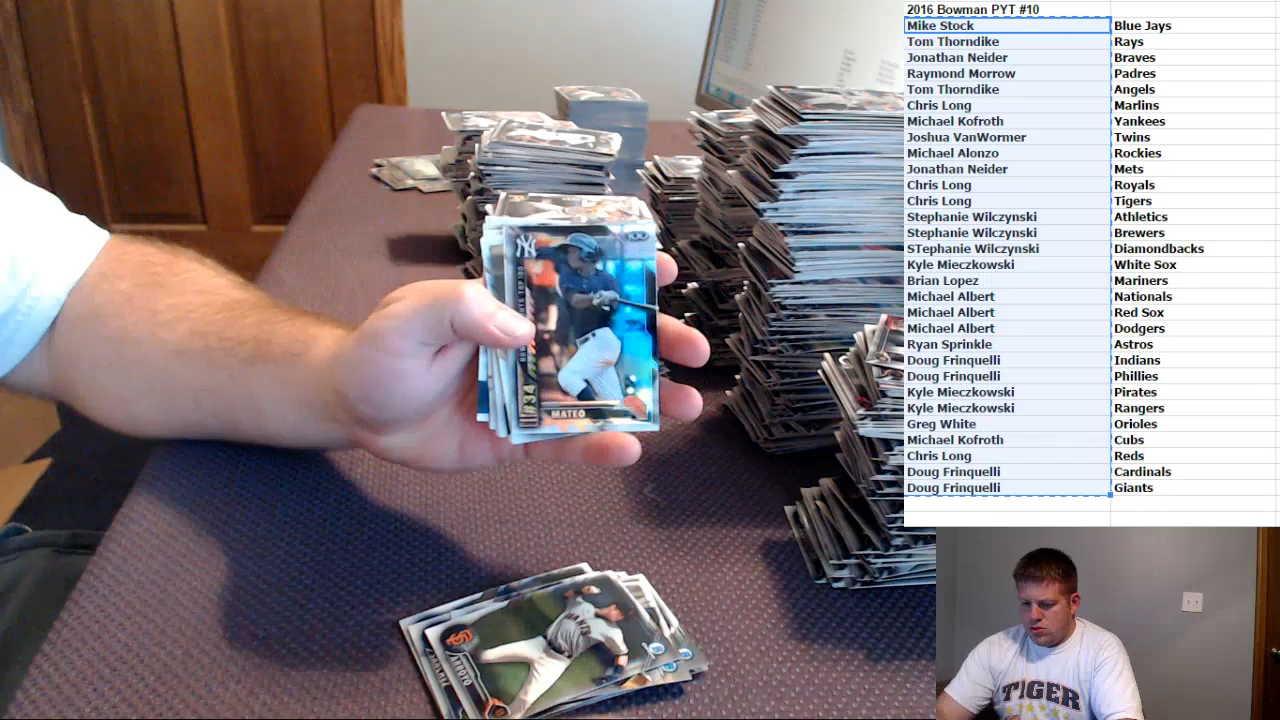 2016 Bowman PYT #10
Mike Stock Blue Jays
Tom Thorndike Rays
Jonathan Neider Braves
Raymond Morrow Padres
Tom Thorndike Angels
Chris Long Marlins
Michael Kofroth Yankees
Joshua VanWormer Twins
Michael Alonzo Rockies
Jonathan Neider Mets
Chris Long Royals
Chris Long Tigers
Stephanie Wilczynski Athletics
Stephanie Wilczynski Brewers
STephanie Wilczynski Diamondbacks
Kyle Mieczkowski White Sox
Brian Lopez Mariners
Michael Albert Nationals
Michael Albert Red Sox
Michael Albert Dodgers
Ryan Sprinkle Astros
Doug Frinquelli Indians
Doug Frinquelli Phillies
Kyle Mieczkowski Pirates
Kyle Mieczkowski Rangers
Greg White Orioles
Michael Kofroth Cubs
Chris Long Reds
Doug Frinquelli Cardinals
Doug Frinquelli Giants
#34
MATEO
ARROYO
GIANTS
TIGER